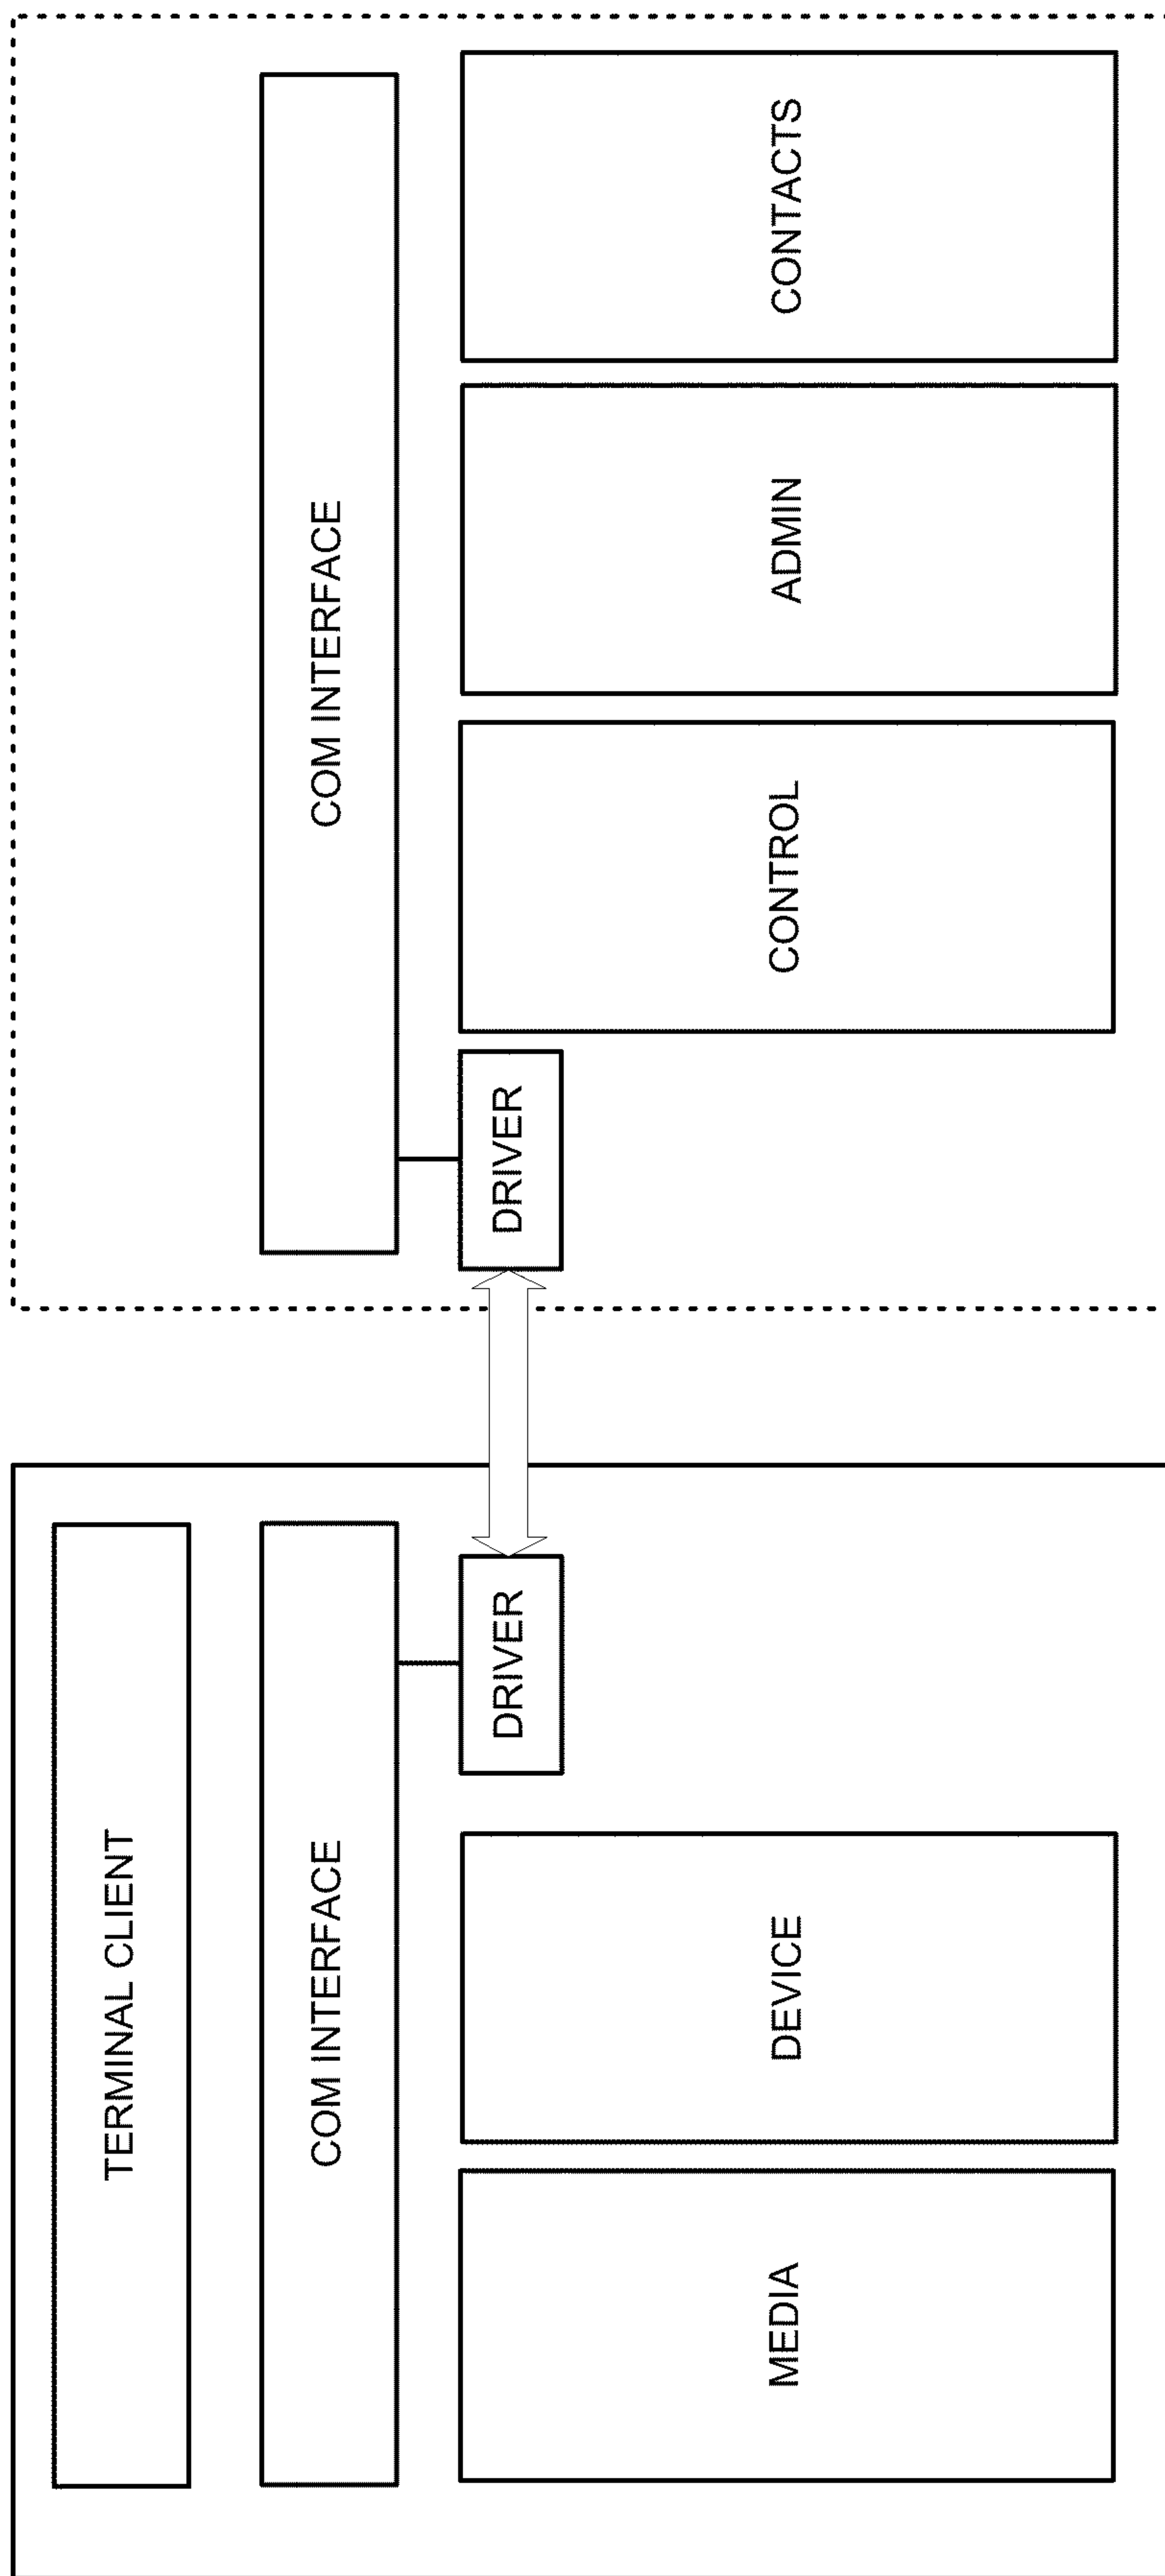 TERMINAL CLIENT
COM INTERFACE
COM INTERFACE
DRIVER
DRIVER
MEDIA
DEVICE
CONTROL
ADMIN
CONTACTS